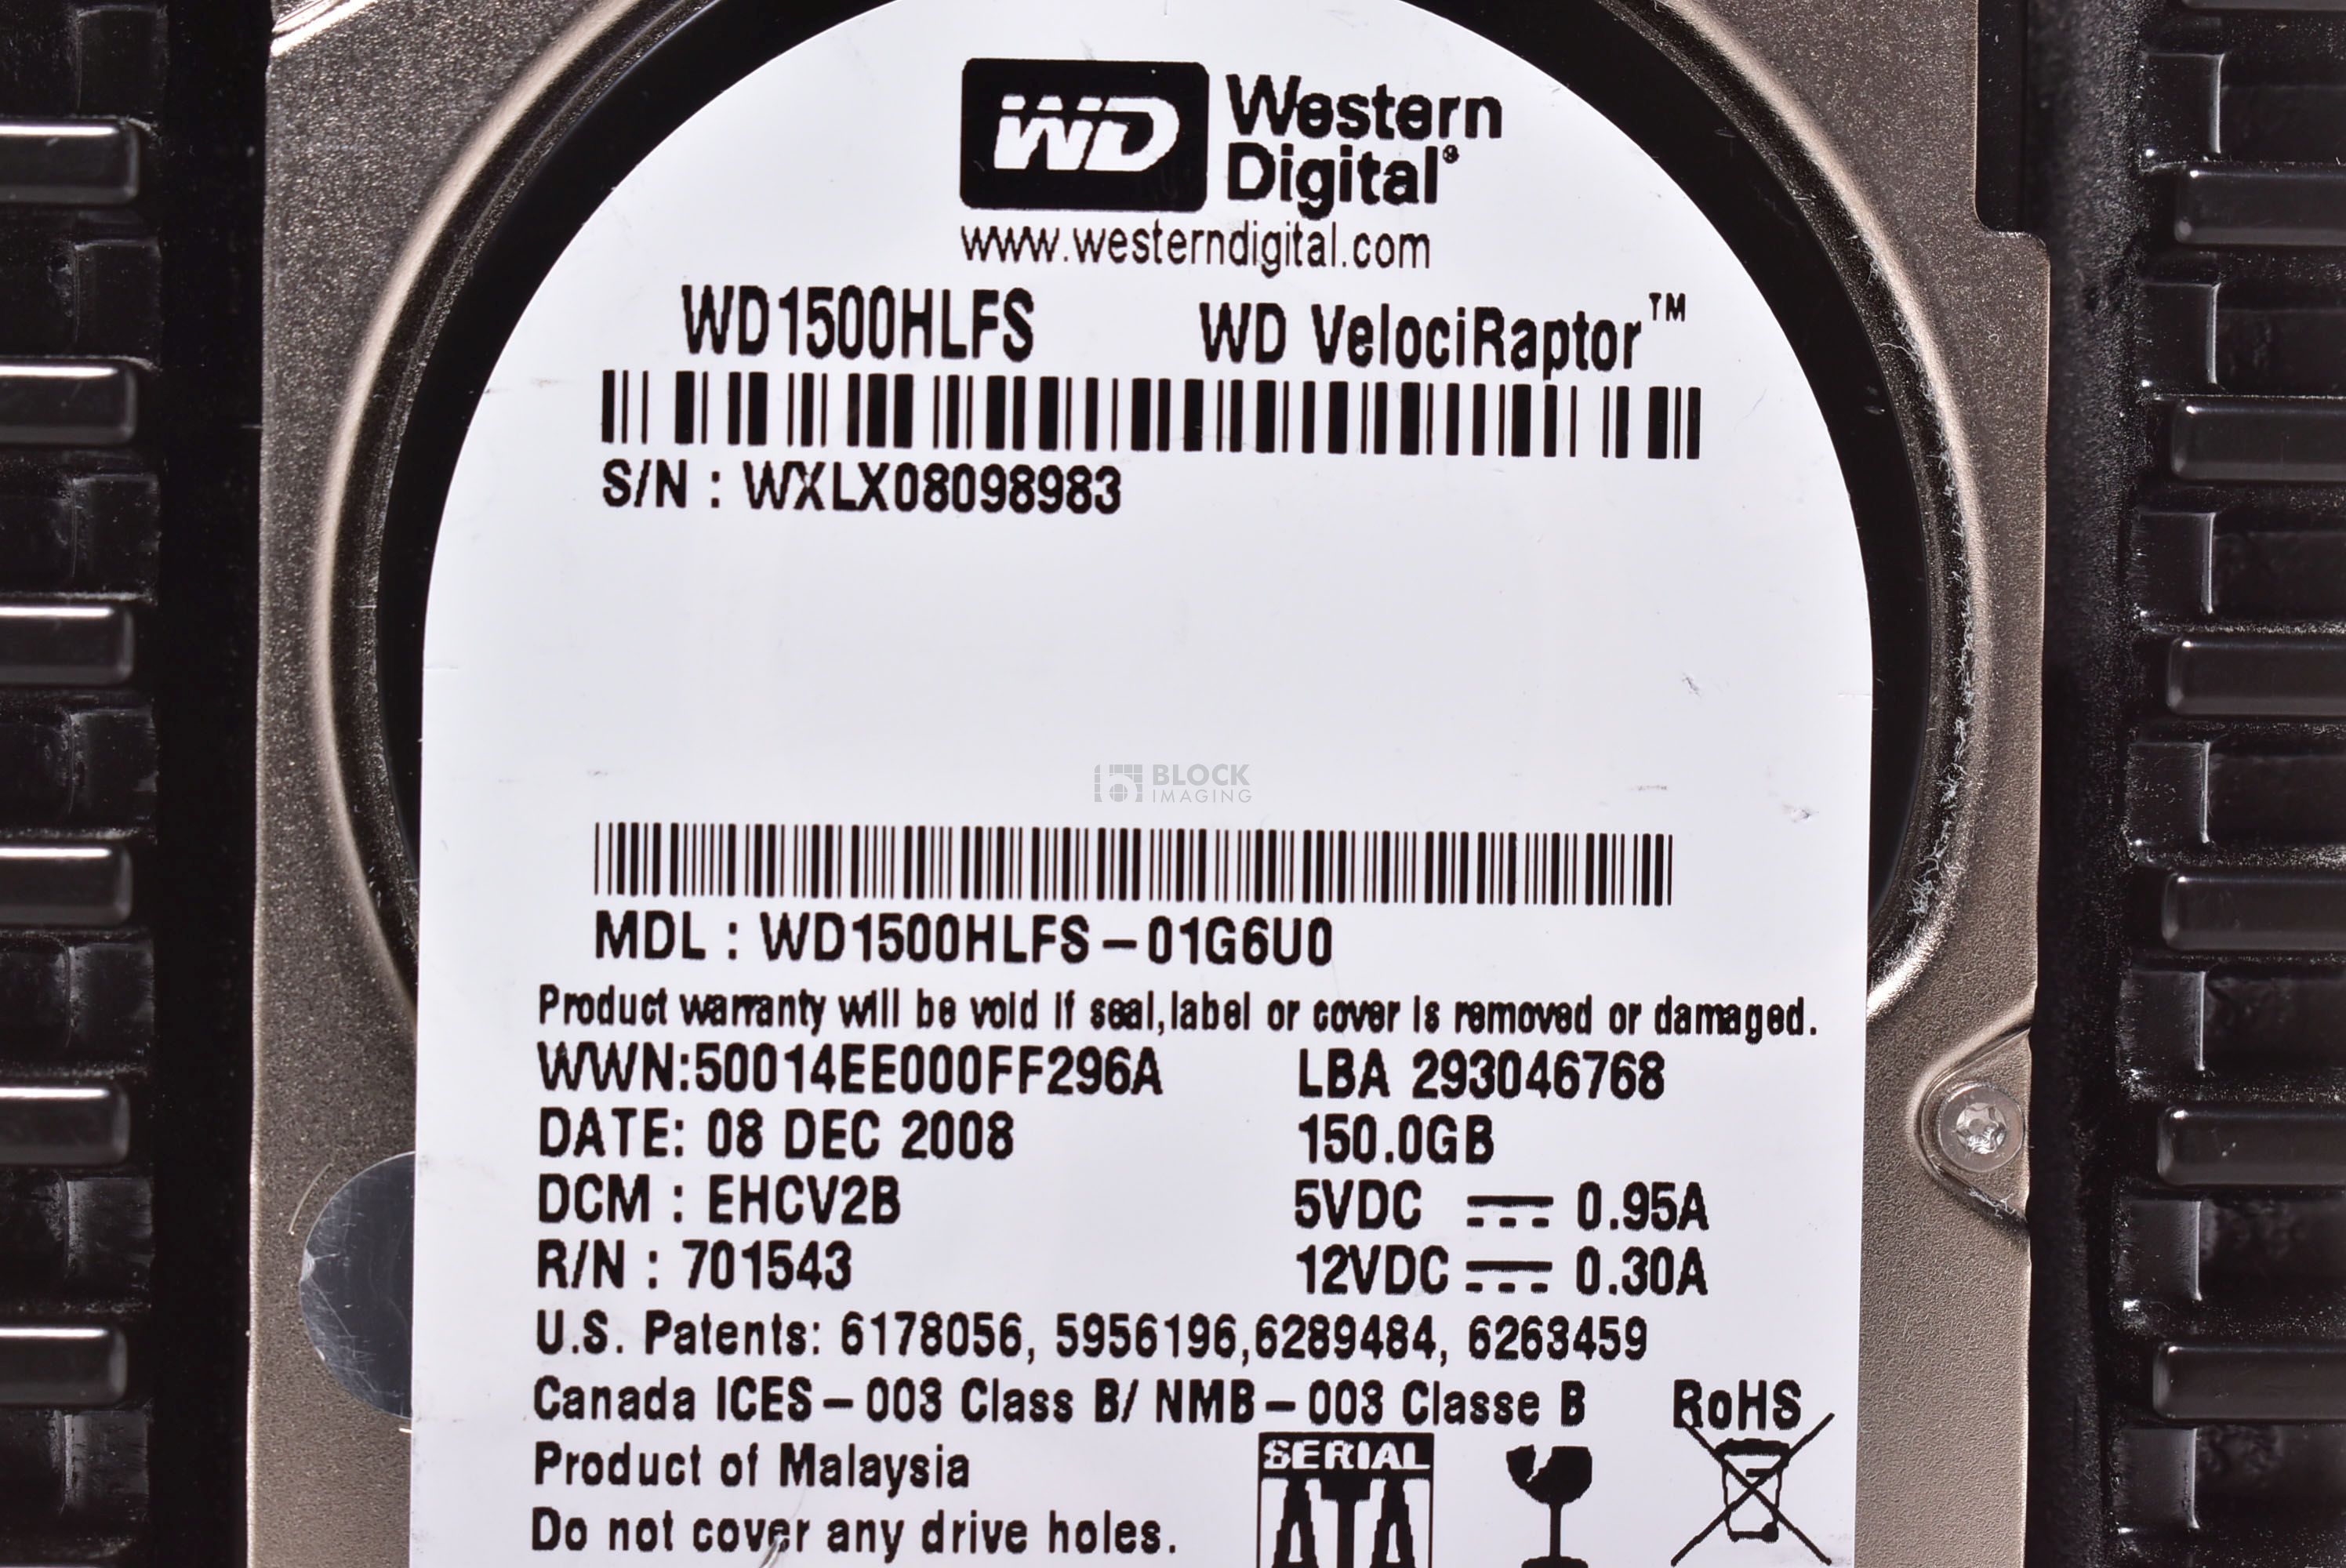 WD Western
Digital®
www.westerndigital.com
WD1500HLFS WD VelociRaptor™
S/N : WXLX08098983
BLOCK
IMAGING
MDL : WD1500HLFS – 01G6U0
Product warranty will be void if seal,label or cover is removed or damaged.
WWN:50014EE000FF296A LBA 293046768
DATE: 08 DEC 2008 150.0GB
DCM : EHCV2B 5VDC 0.95A
R/N : 701543 12VDC 0.30A
U.S. Patents: 6178056, 5956196,6289484, 6263459
Canada ICES – 003 Class B/ NMB – 003 Classe B RoHS
Product of Malaysia SERIAL
Do not cover any drive holes. ATA